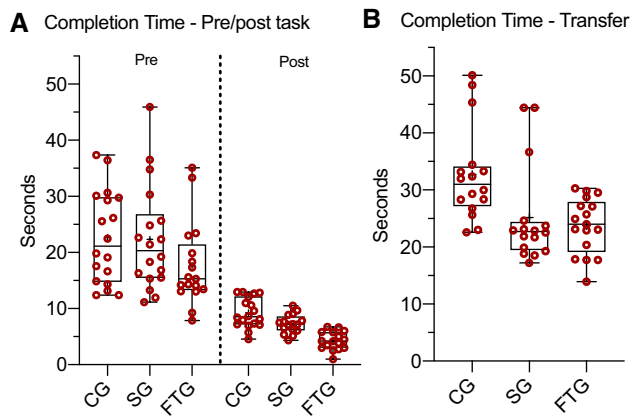 A Completion Time - Pre/post task
Pre Post
Seconds
50
40
30
20
10
0
CG SG FTG CG SG FTG
B Completion Time - Transfer
Seconds
50
40
30
20
10
0
CG SG FTG